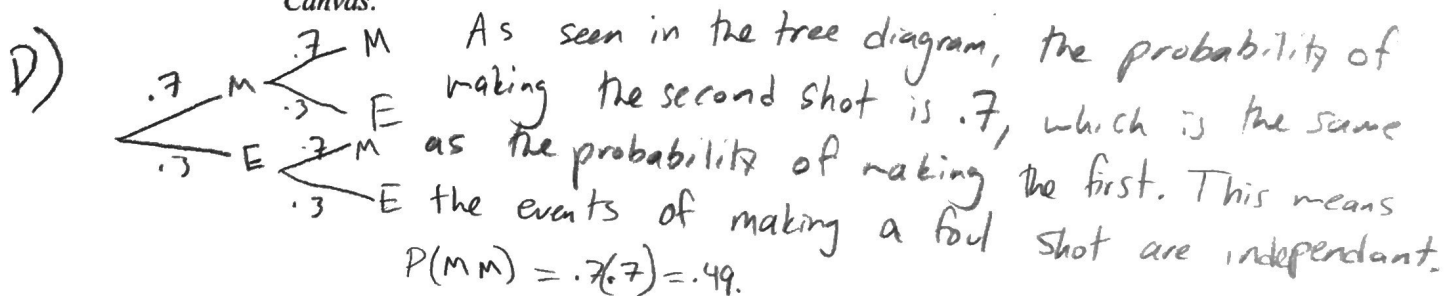 Canvas.
D) .7 M As seen in the tree diagram, the probability of
.7 M .3 E making the second shot is .7, which is the same
.3 E .7 M as the probability of making the first. This means
.3 E the events of making a foul shot are independant.
P(MM) = .7(.7) = .49.